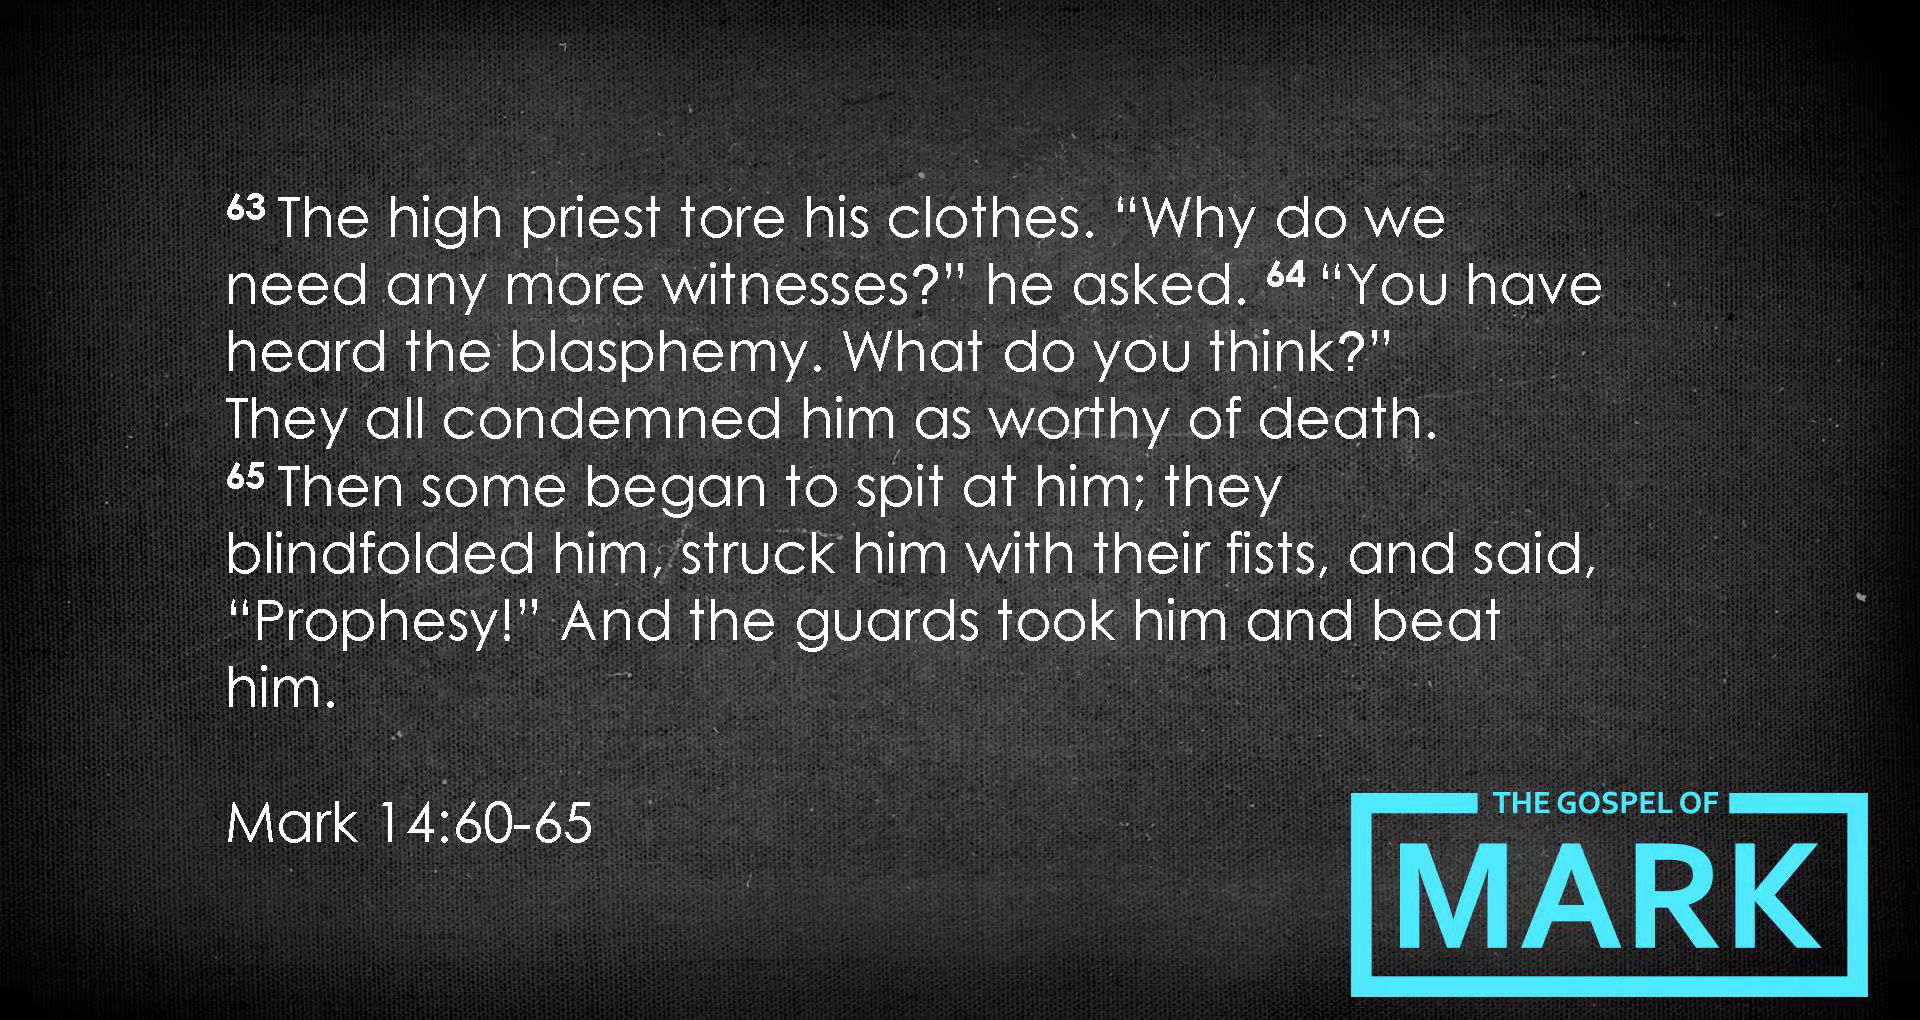 63 The high priest tore his clothes. “Why do we
need any more witnesses?” he asked. 64 “You have
heard the blasphemy. What do you think?”
They all condemned him as worthy of death.
65 Then some began to spit at him; they
blindfolded him, struck him with their fists, and said,
“Prophesy!” And the guards took him and beat
him.
Mark 14:60-65
THE GOSPEL OF
MARK